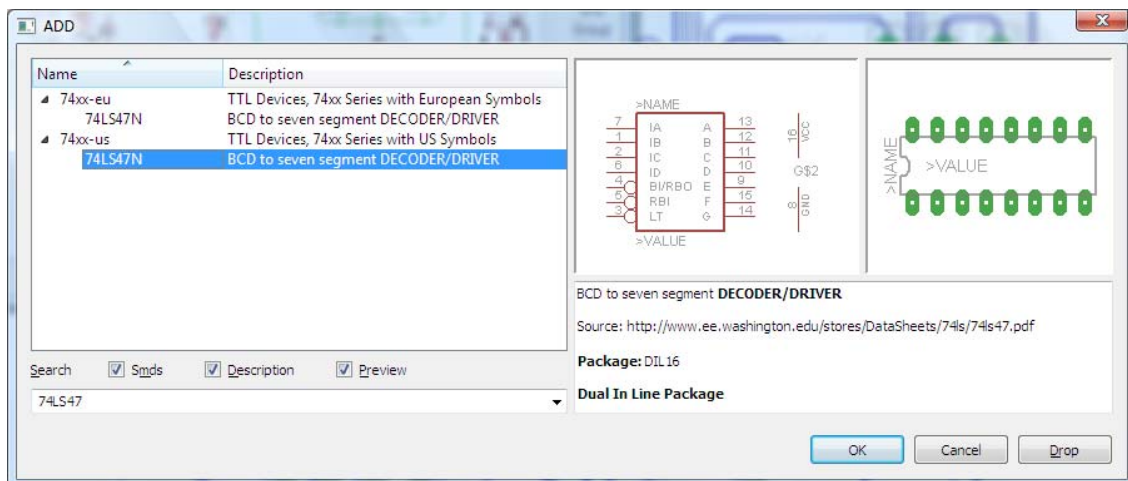 ADD
Name Description
74xx-eu TTL Devices, 74xx Series with European Symbols
74LS47N BCD to seven segment DECODER/DRIVER
74xx-us TTL Devices, 74xx Series with US Symbols
74LS47N BCD to seven segment DECODER/DRIVER
Search Smds Description Preview
74LS47
>NAME
7 IA A 13
1 IB B 12
2 IC C 11
6 ID D 10
4 BI/RBO E 9
5 RBI F 15
3 LT G 14
>VALUE
16 VCC
G$2
8 GND
>NAME
>VALUE
BCD to seven segment DECODER/DRIVER
Source: http://www.ee.washington.edu/stores/DataSheets/74ls/74ls47.pdf
Package: DIL16
Dual In Line Package
OK Cancel Drop